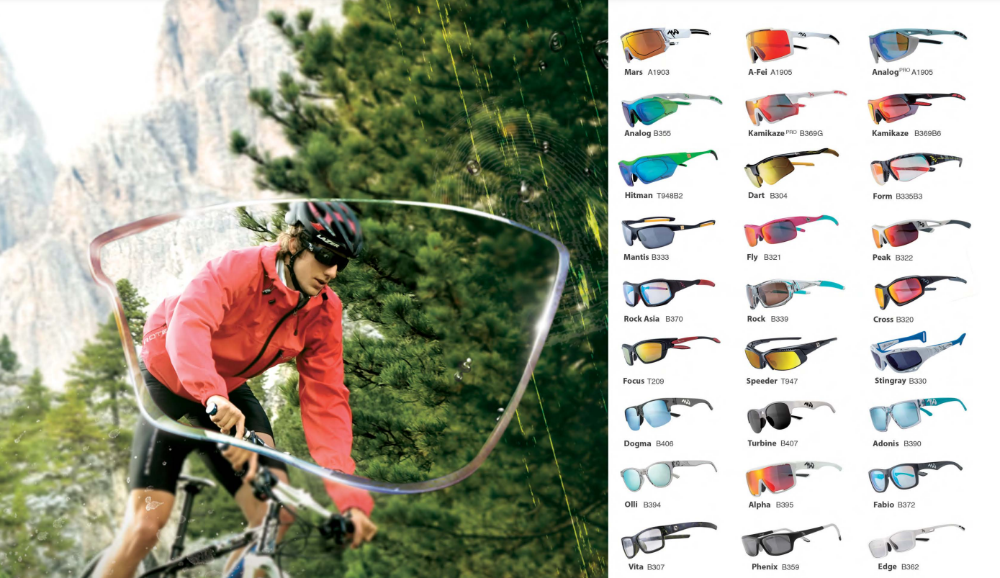 LAZER
Mars A1903
A-Fei A1905
Analog PRO A1905
Analog B355
Kamikaze PRO B369G
Kamikaze B369B6
Hitman T948B2
Dart B304
Form B335B3
Mantis B333
Fly B321
Peak B322
Rock Asia B370
Rock B339
Cross B320
Focus T209
Speeder T947
Stingray B330
Dogma B406
Turbine B407
Adonis B390
Olli B394
Alpha B395
Fabio B372
Vita B307
Phenix B359
Edge B362